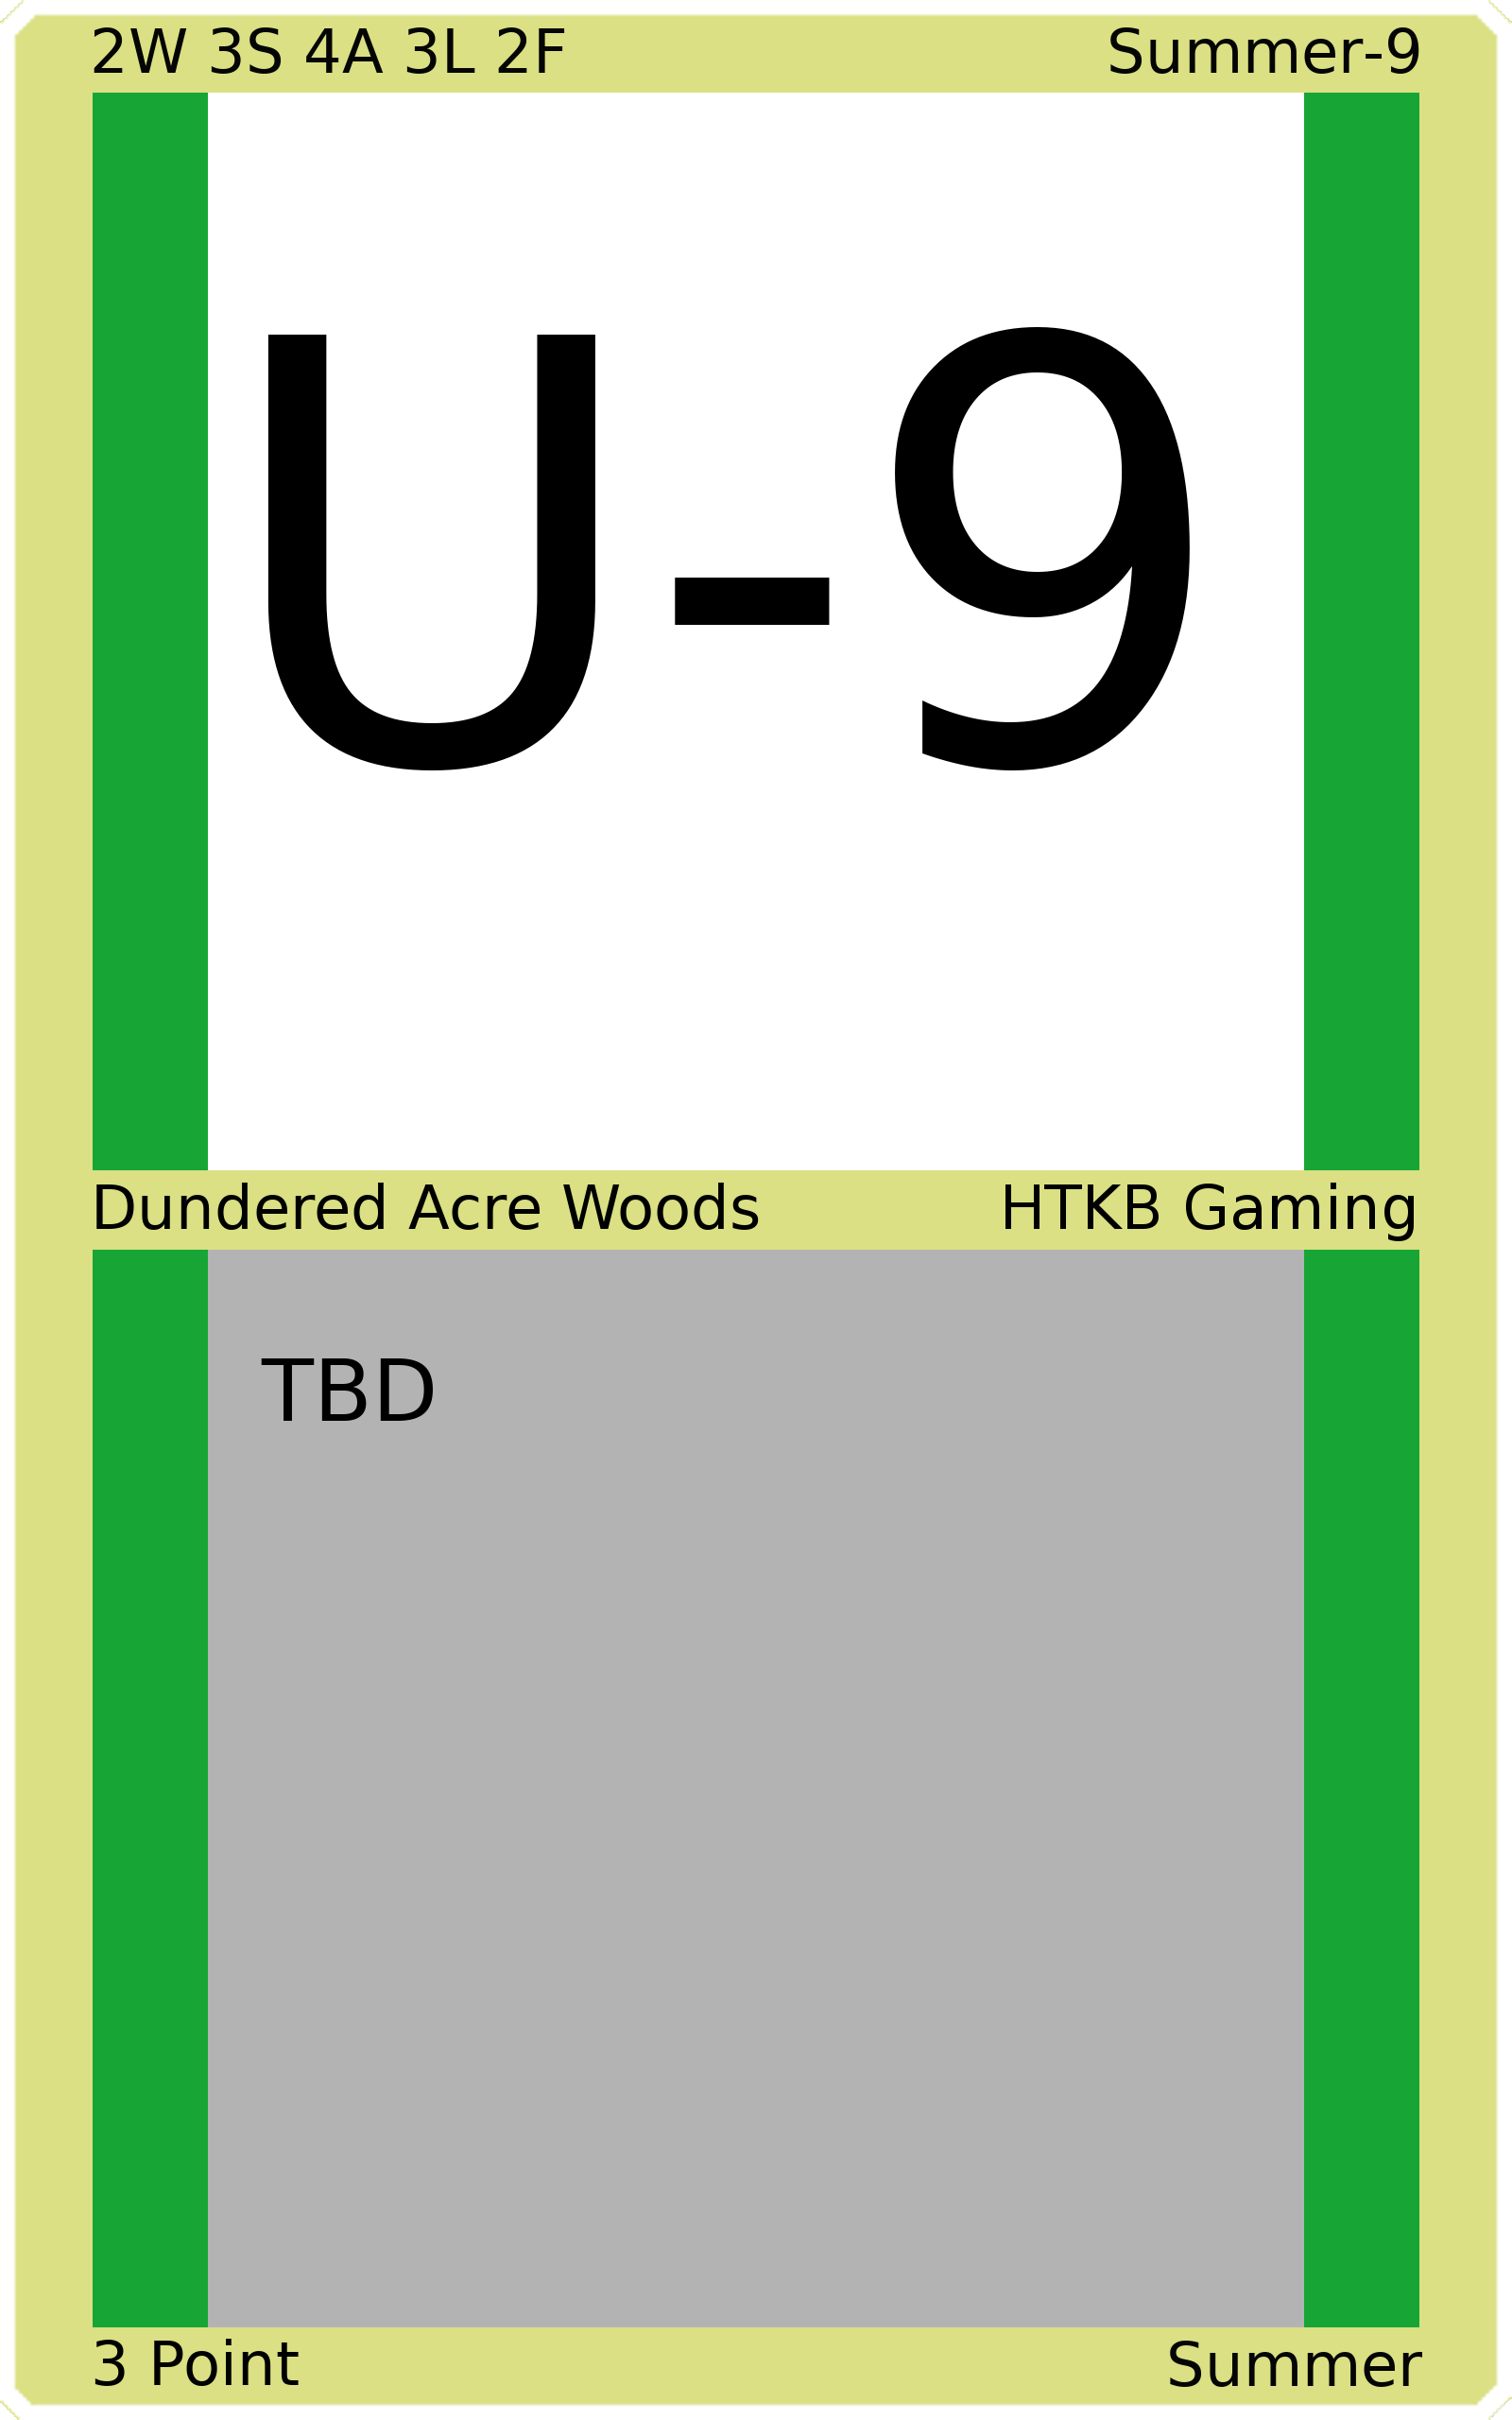 2W 3S 4A 3L 2F Summer-9
U-9
Dundered Acre Woods HTKB Gaming
TBD
3 Point Summer